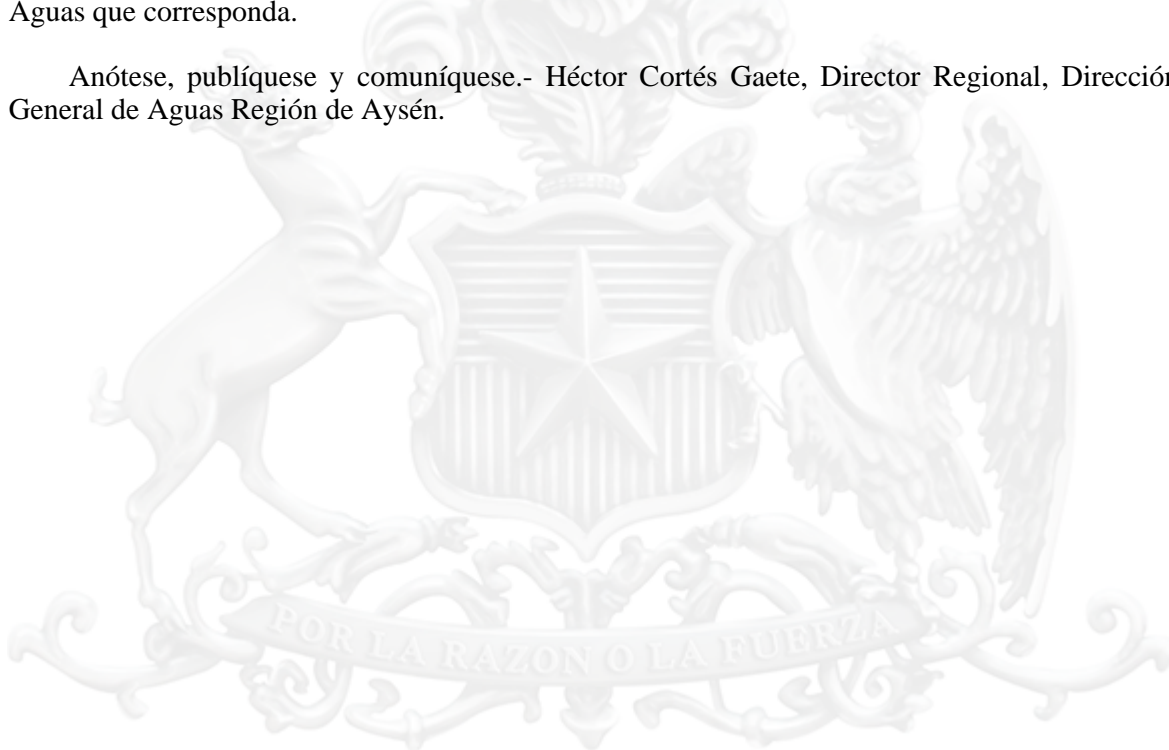 Aguas que corresponda.
Anótese, publíquese y comuníquese.- Héctor Cortés Gaete, Director Regional, Dirección
General de Aguas Región de Aysén.
POR LA RAZON O LA FUERZA